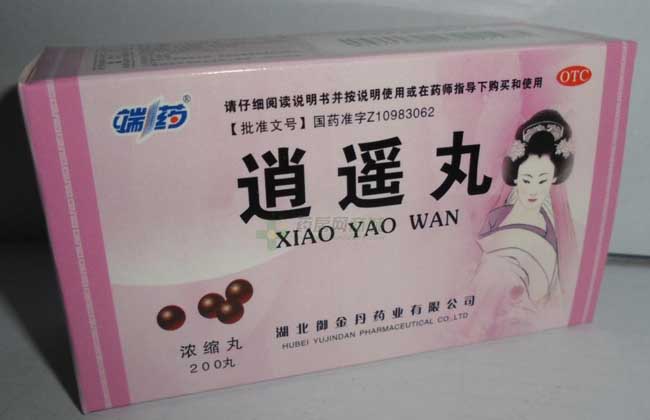 端药®
OTC
请仔细阅读说明书并按说明使用或在药师指导下购买和使用
【批准文号】国药准字Z10983062
逍遥丸
XIAO YAO WAN
浓缩丸
200丸
湖北御金丹药业有限公司
HUBEI YUJINDAN PHARMACEUTICAL CO.,LTD